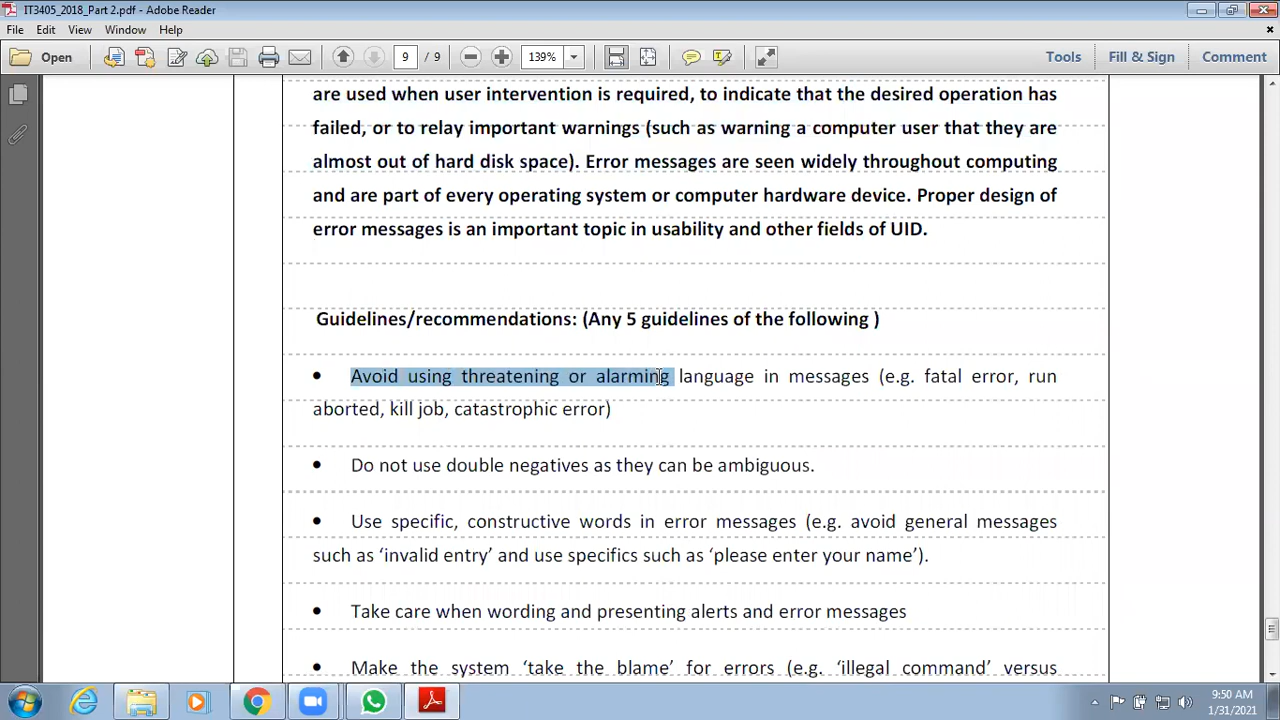 IT3405_2018_Part 2.pdf - Adobe Reader
File Edit View Window Help
Open 9 / 9 139% Tools Fill & Sign Comment
are used when user intervention is required, to indicate that the desired operation has
failed, or to relay important warnings (such as warning a computer user that they are
almost out of hard disk space). Error messages are seen widely throughout computing
and are part of every operating system or computer hardware device. Proper design of
error messages is an important topic in usability and other fields of UID.
Guidelines/recommendations: (Any 5 guidelines of the following )
• Avoid using threatening or alarming language in messages (e.g. fatal error, run
aborted, kill job, catastrophic error)
• Do not use double negatives as they can be ambiguous.
• Use specific, constructive words in error messages (e.g. avoid general messages
such as ‘invalid entry’ and use specifics such as ‘please enter your name’).
• Take care when wording and presenting alerts and error messages
• Make the system ‘take the blame’ for errors (e.g. ‘illegal command’ versus
9:50 AM
1/31/2021